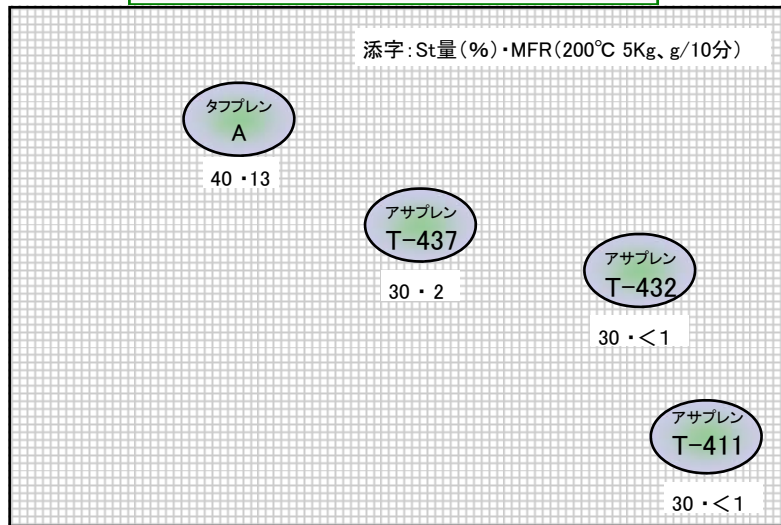 添字:St量(%)・MFR(200℃ 5Kg、g/10分)
タフプレン
A
40 ・13
アサプレン
T-437
30 ・ 2
アサプレン
T-432
30 ・<1
アサプレン
T-411
30 ・<1